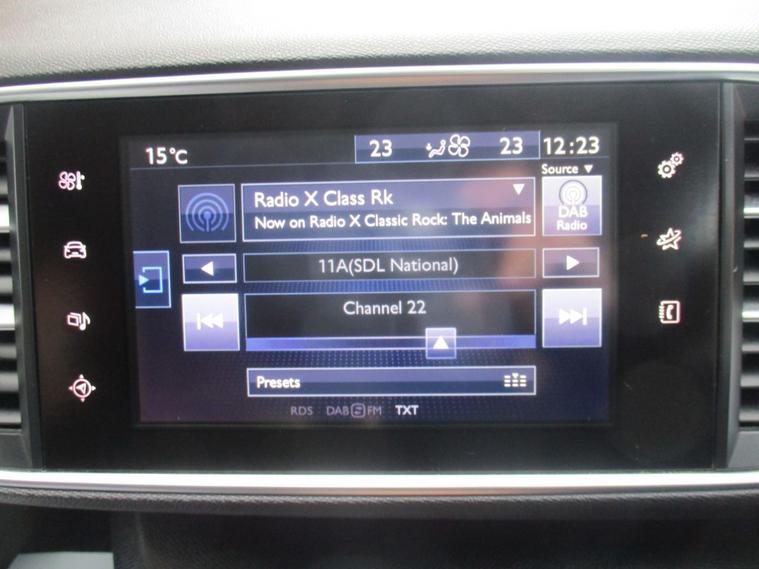 15°C
23 23 12:23
Source
Radio X Class Rk
Now on Radio X Classic Rock: The Animals
DAB
Radio
11A(SDL National)
Channel 22
Presets
RDS DAB FM TXT